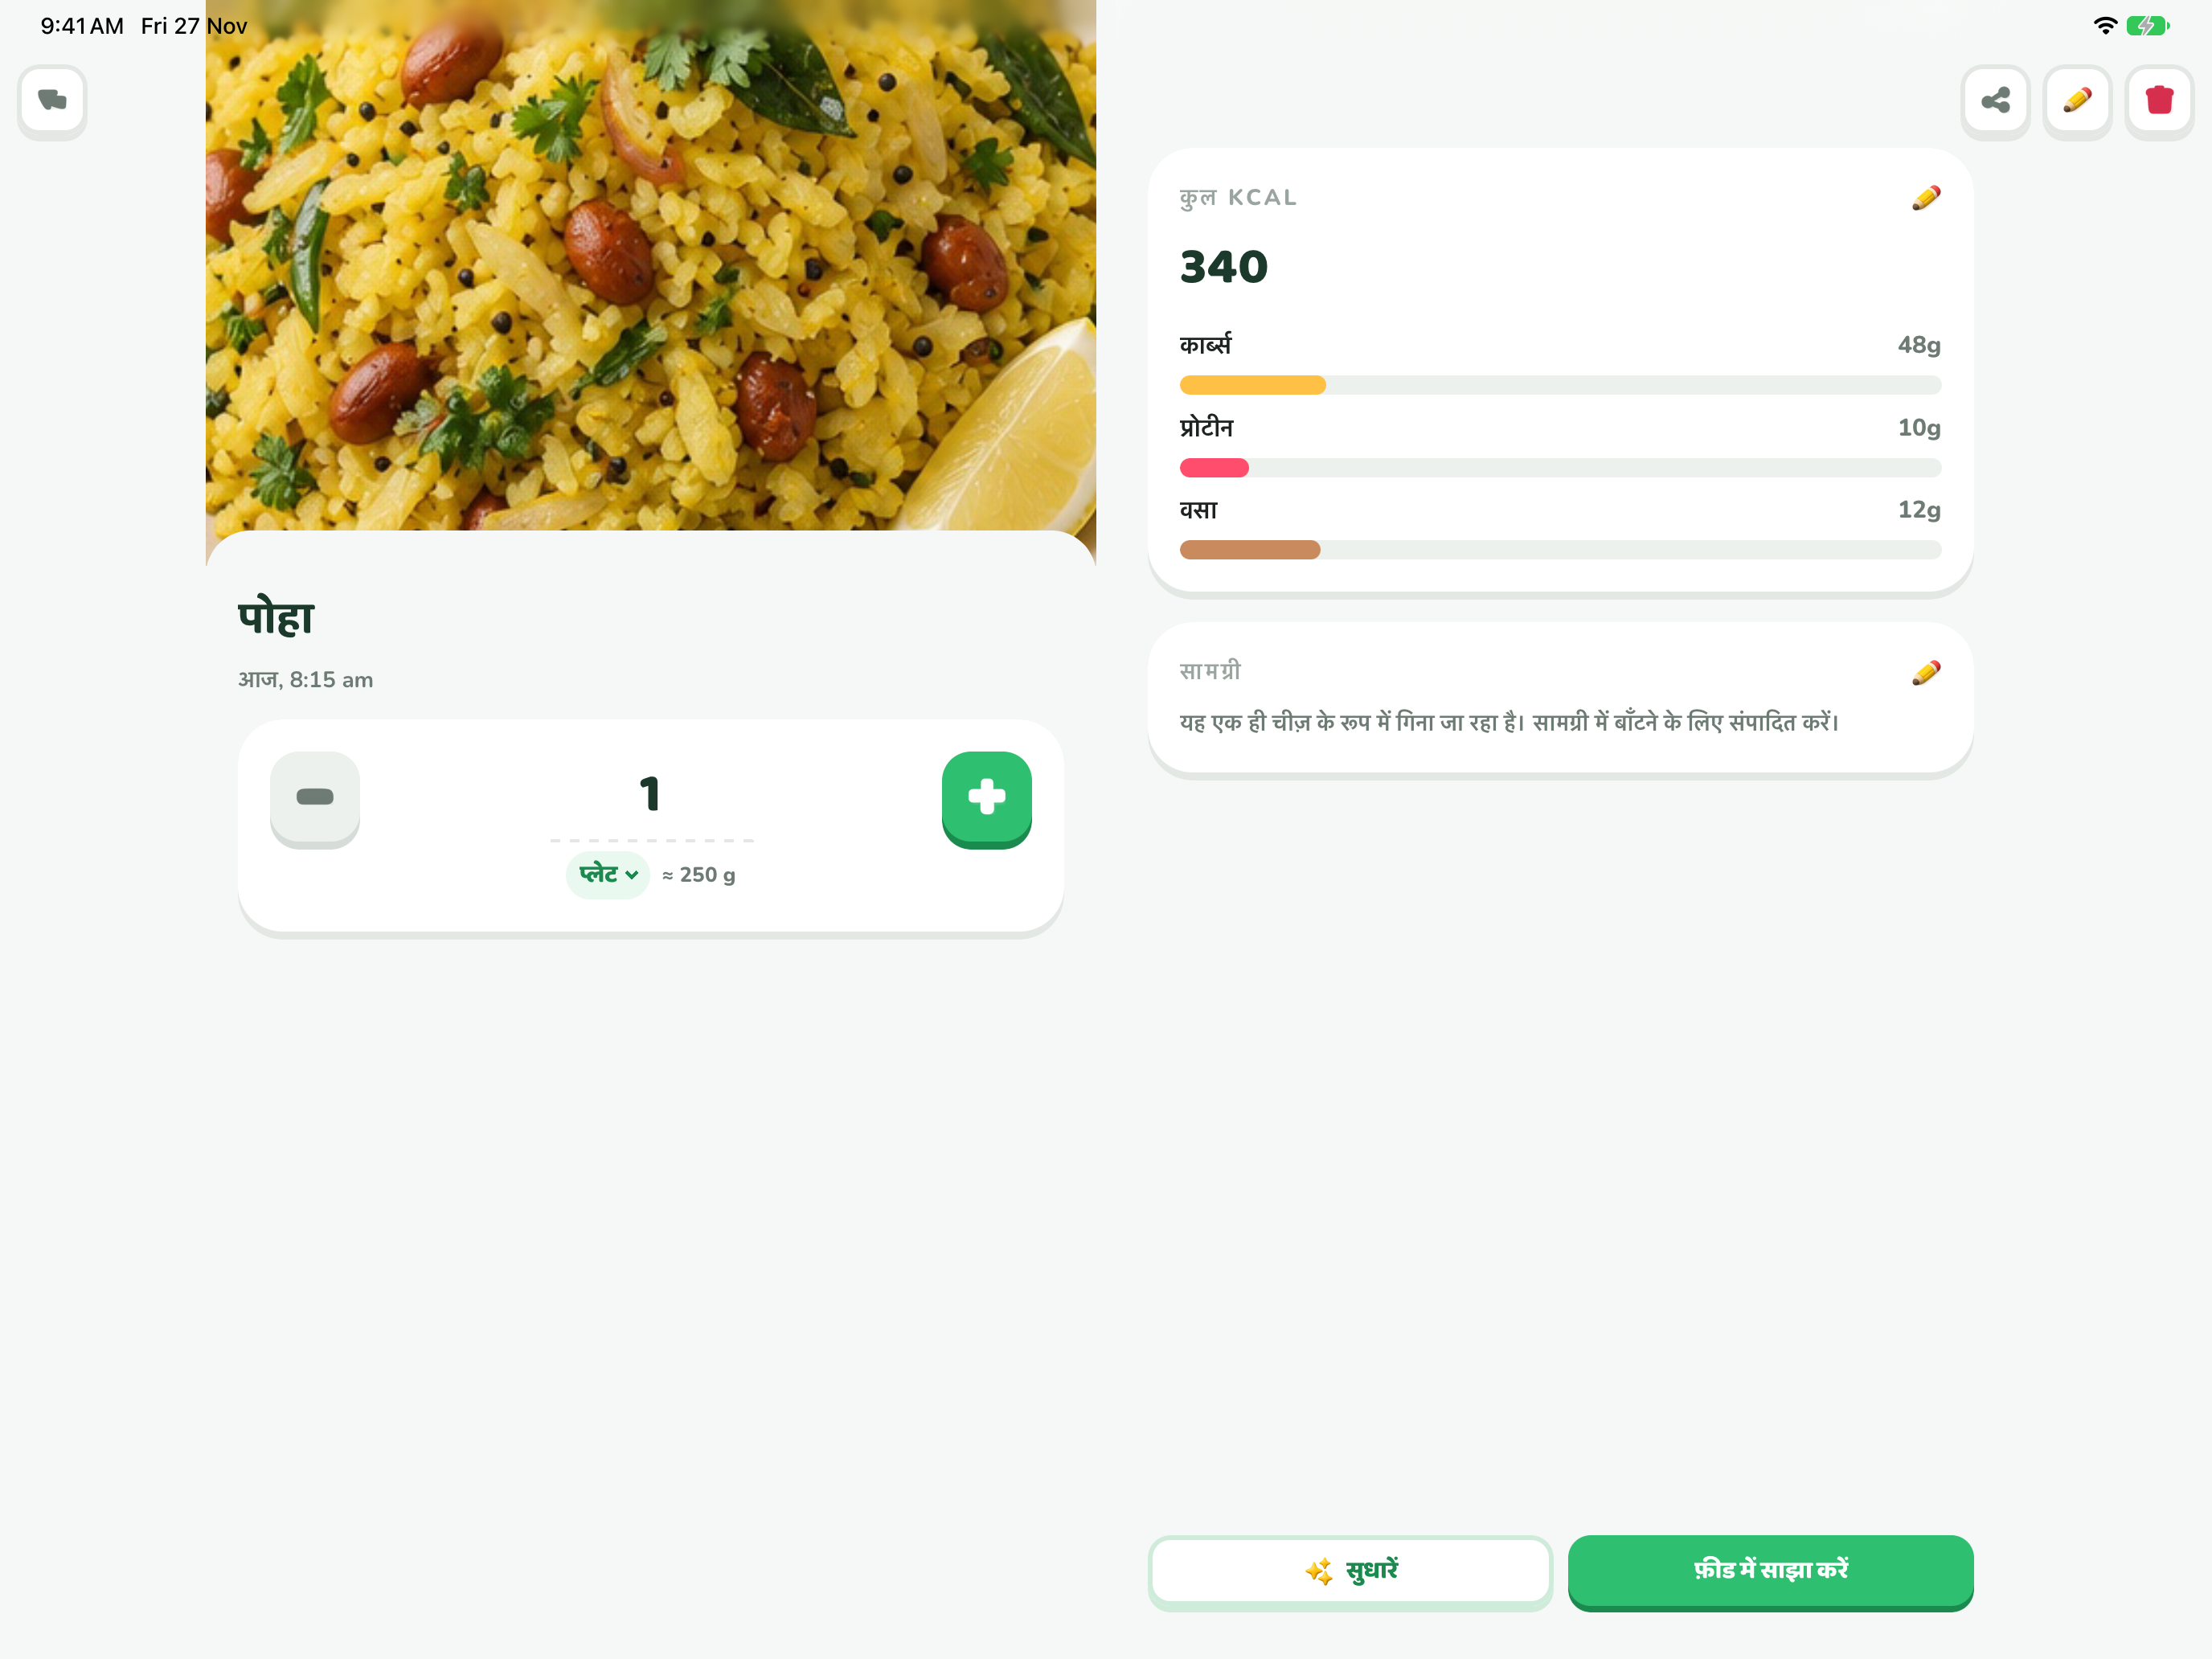 9:41 AM Fri 27 Nov
पोहा
आज, 8:15 am
1
प्लेट ≈ 250 g
कुल KCAL
340
कार्ब्स 48g
प्रोटीन 10g
वसा 12g
सामग्री
यह एक ही चीज़ के रूप में गिना जा रहा है। सामग्री में बाँटने के लिए संपादित करें।
सुधारें
फ़ीड में साझा करें